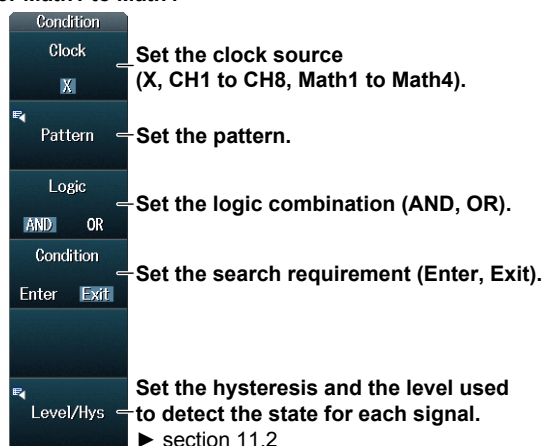 Condition
Clock
Set the clock source
X
(X, CH1 to CH8, Math1 to Math4).
Pattern
Set the pattern.
Logic
Set the logic combination (AND, OR).
AND OR
Condition
Set the search requirement (Enter, Exit).
Enter Exit
Set the hysteresis and the level used
Level/Hys
to detect the state for each signal.
► section 11.2